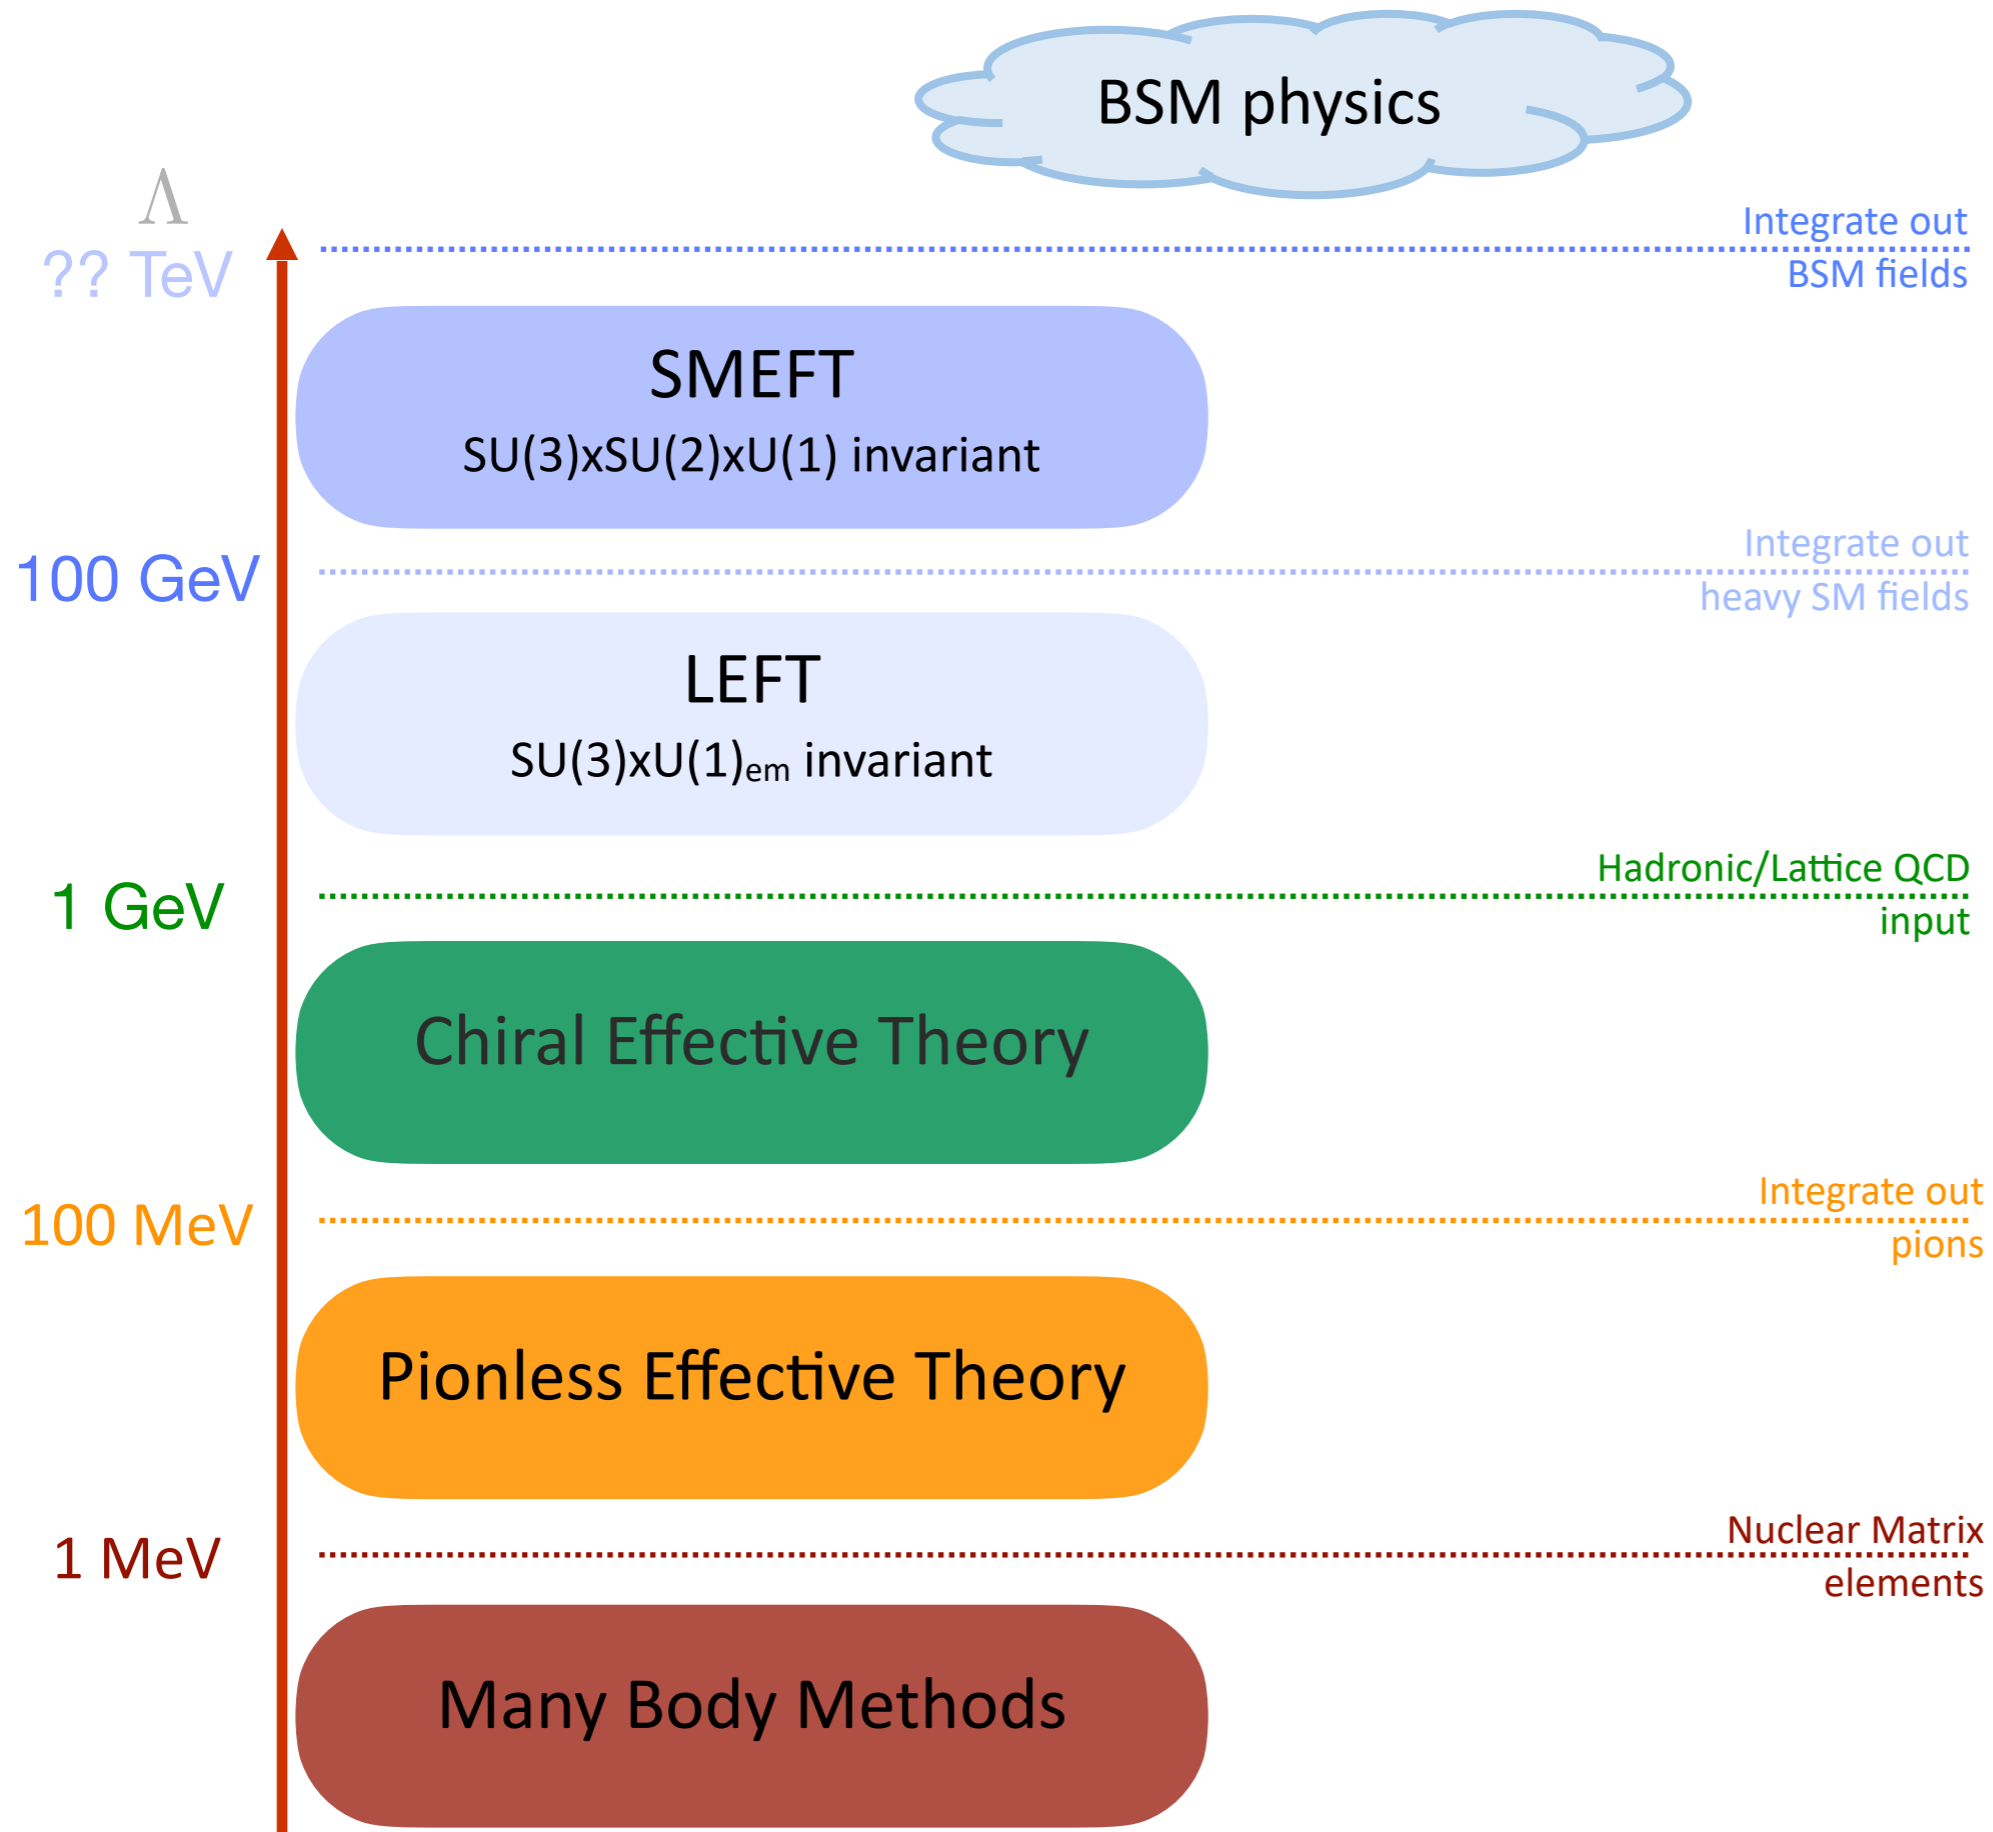 BSM physics
Λ
?? TeV
Integrate out
BSM fields
SMEFT
SU(3)xSU(2)xU(1) invariant
100 GeV
Integrate out
heavy SM fields
LEFT
SU(3)xU(1)em invariant
1 GeV
Hadronic/Lattice QCD
input
Chiral Effective Theory
100 MeV
Integrate out
pions
Pionless Effective Theory
1 MeV
Nuclear Matrix
elements
Many Body Methods